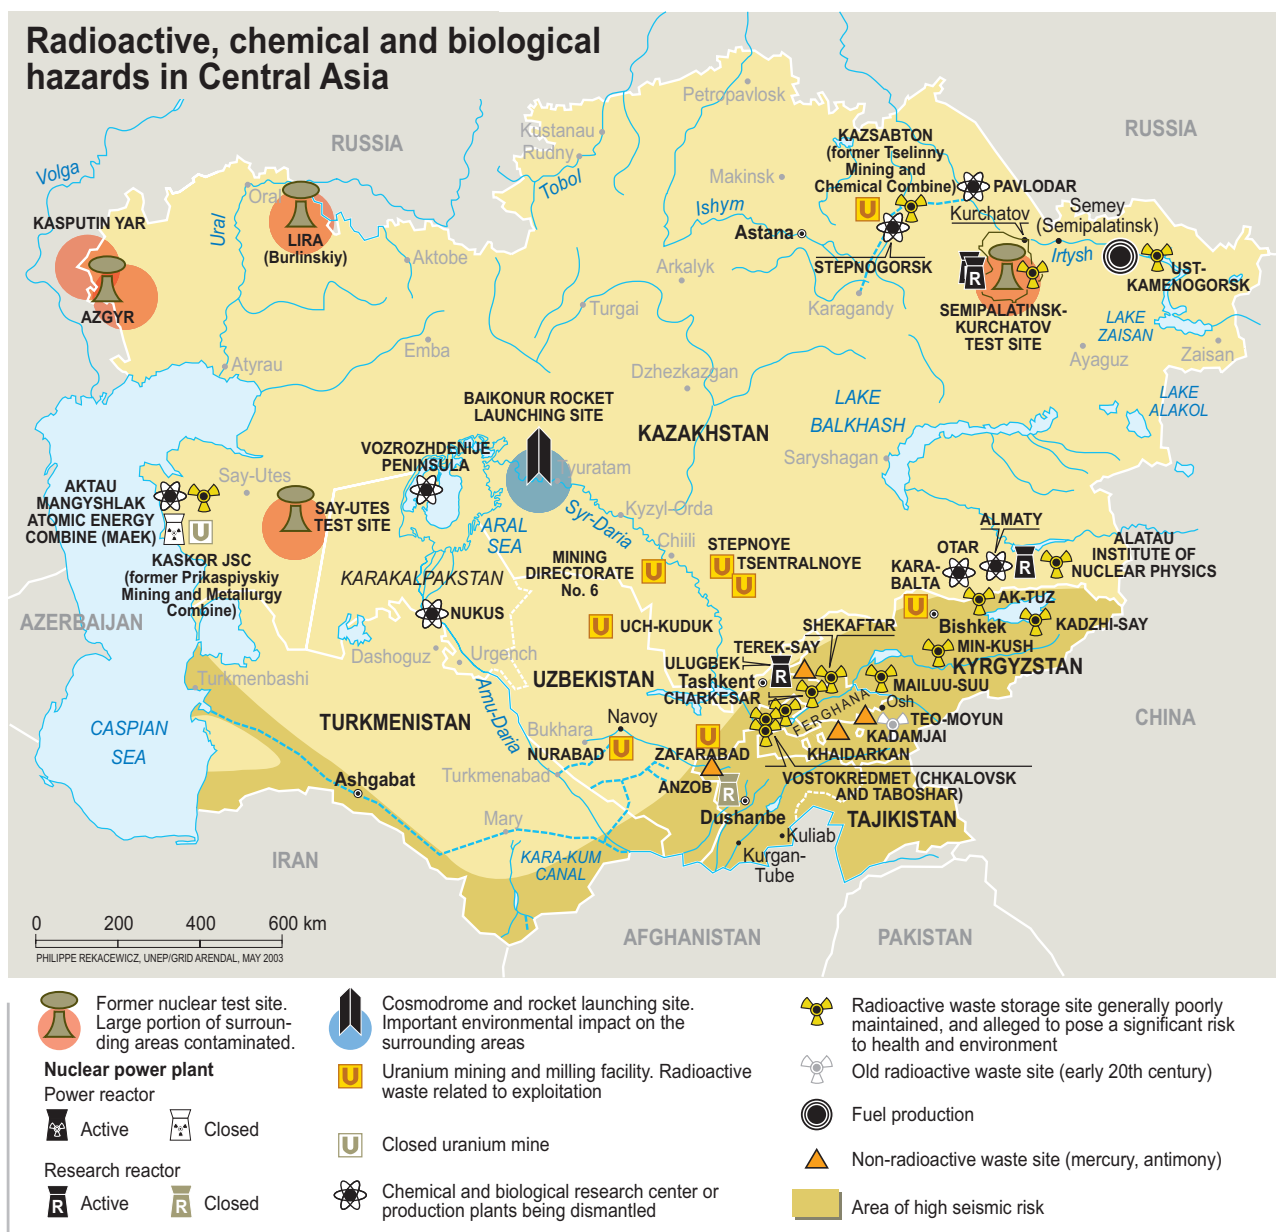 Radioactive, chemical and biological
hazards in Central Asia
RUSSIA
RUSSIA
Volga
Petropavlosk
Kustanau
Rudny
Tobol
KAZSABTON
(former Tselinny
Mining and
Chemical Combine)
PAVLODAR
Makinsk
Ishym
Kurchatov
Semey
(Semipalatinsk)
Oral
Ural
KASPUTIN YAR
LIRA
(Burlinskiy)
Aktobe
Astana
STEPNOGORSK
Irtysh
UST-
KAMENOGORSK
Arkalyk
Karagandy
AZGYR
Turgai
SEMIPALATINSK-
KURCHATOV
TEST SITE
LAKE
ZAISAN
Ayaguz
Zaisan
Emba
Atyrau
Dzhezkazgan
LAKE
ALAKOL
BAIKONUR ROCKET
LAUNCHING SITE
KAZAKHSTAN
LAKE
BALKHASH
Saryshagan
VOZROZHDENIJE
PENINSULA
Tyuratam
Say-Utes
AKTAU
MANGYSHLAK
ATOMIC ENERGY
COMBINE (MAEK)
U
SAY-UTES
TEST SITE
Syr-Daria
Kyzyl-Orda
ARAL
SEA
Chiili
ALMATY
ALATAU
INSTITUTE OF
NUCLEAR PHYSICS
OTAR
KARA-
BALTA
KASKOR JSC
(former Prikaspiyskiy
Mining and Metallurgy
Combine)
KARAKALPAKSTAN
MINING
DIRECTORATE
No. 6
STEPNOYE
TSENTRALNOYE
AK-TUZ
AZERBAIJAN
NUKUS
UCH-KUDUK
SHEKAFTAR
Bishkek
KADZHI-SAY
Dashoguz
Urgench
TEREK-SAY
ULUGBEK
Tashkent
CHARKESAR
MIN-KUSH
KYRGYZSTAN
Turkmenbashi
UZBEKISTAN
MAILUU-SUU
Osh
FERGHANA
TEO-MOYUN
KADAMJAI
CHINA
CASPIAN
SEA
TURKMENISTAN
Amu-Daria
Bukhara
Navoy
NURABAD
ZAFARABAD
KHAIDARKAN
Ashgabat
Turkmenabad
ANZOB
VOSTOKREDMET (CHKALOVSK
AND TABOSHAR)
Dushanbe
TAJIKISTAN
Mary
Kuliab
Kurgan-
Tube
KARA-KUM
CANAL
IRAN
AFGHANISTAN
PAKISTAN
0 200 400 600 km
PHILIPPE REKACEWICZ, UNEP/GRID ARENDAL, MAY 2003
Former nuclear test site.
Large portion of surroun-
ding areas contaminated.
Nuclear power plant
Power reactor
Active
Closed
Research reactor
R Active
R Closed
Cosmodrome and rocket launching site.
Important environmental impact on the
surrounding areas
U Uranium mining and milling facility. Radioactive
waste related to exploitation
U Closed uranium mine
Chemical and biological research center or
production plants being dismantled
Radioactive waste storage site generally poorly
maintained, and alleged to pose a significant risk
to health and environment
Old radioactive waste site (early 20th century)
Fuel production
Non-radioactive waste site (mercury, antimony)
Area of high seismic risk